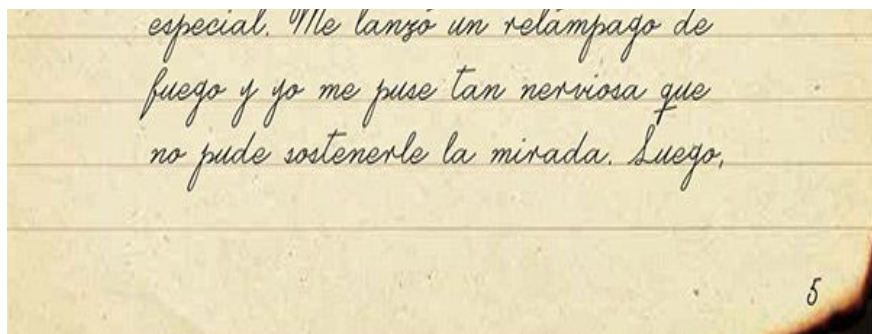 especial. Me lanzó un relámpago de
fuego y yo me puse tan nerviosa que
no pude sostenerle la mirada. Luego,
5